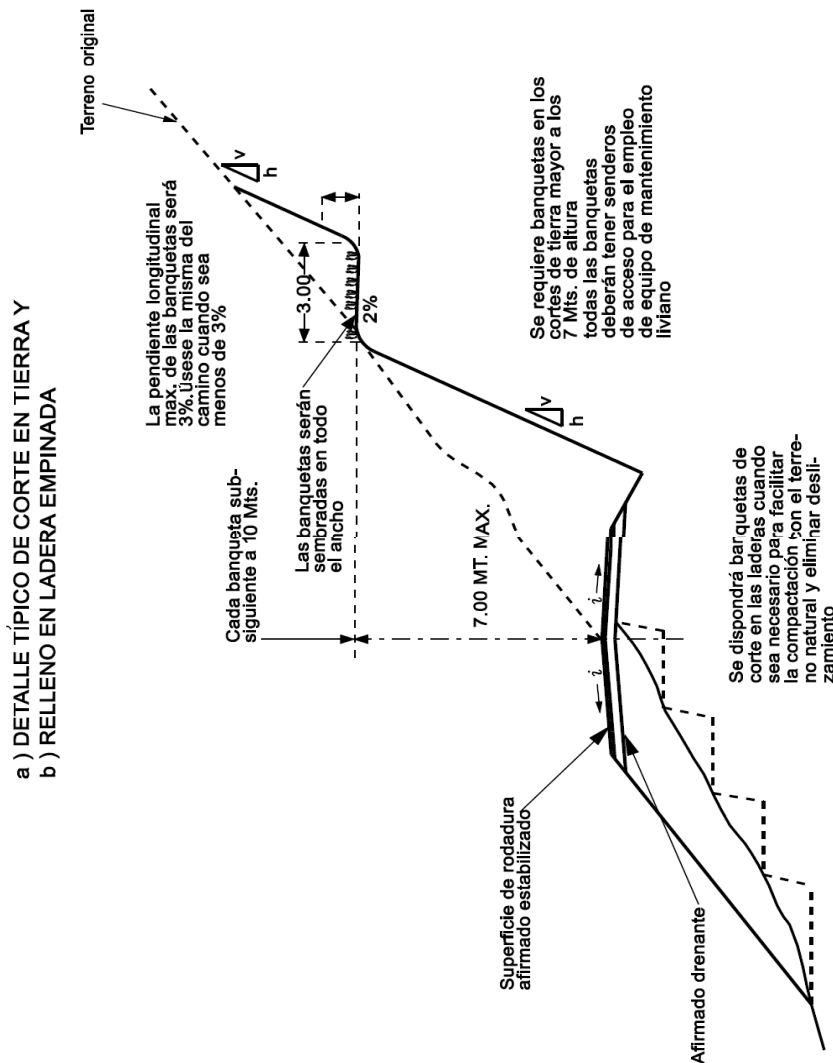 a ) DETALLE TÍPICO DE CORTE EN TIERRA Y
b ) RELLENO EN LADERA EMPINADA
Terreno original
La pendiente longitudinal
max. de las banquetas será
3%.Üsese la misma del
camino cuando sea
menos de 3%
v
h
3.00
2%
Cada banqueta sub-
siguiente a 10 Mts.
Las banquetas serán
sembradas en todo
el ancho
7.00 MT. MAX.
Se requiere banquetas en los
cortes de tierra mayor a los
7 Mts. de altura
todas las banquetas
deberán tener senderos
de acceso para el empleo
de equipo de mantenimiento
liviano
v
h
i
i
Superficie de rodadura
afirmado estabilizado
Afirmado drenante
Se dispondrá banquetas de
corte en las laderas cuando
sea necesario para facilitar
la compactación con el terre-
no natural y eliminar desli-
zamiento